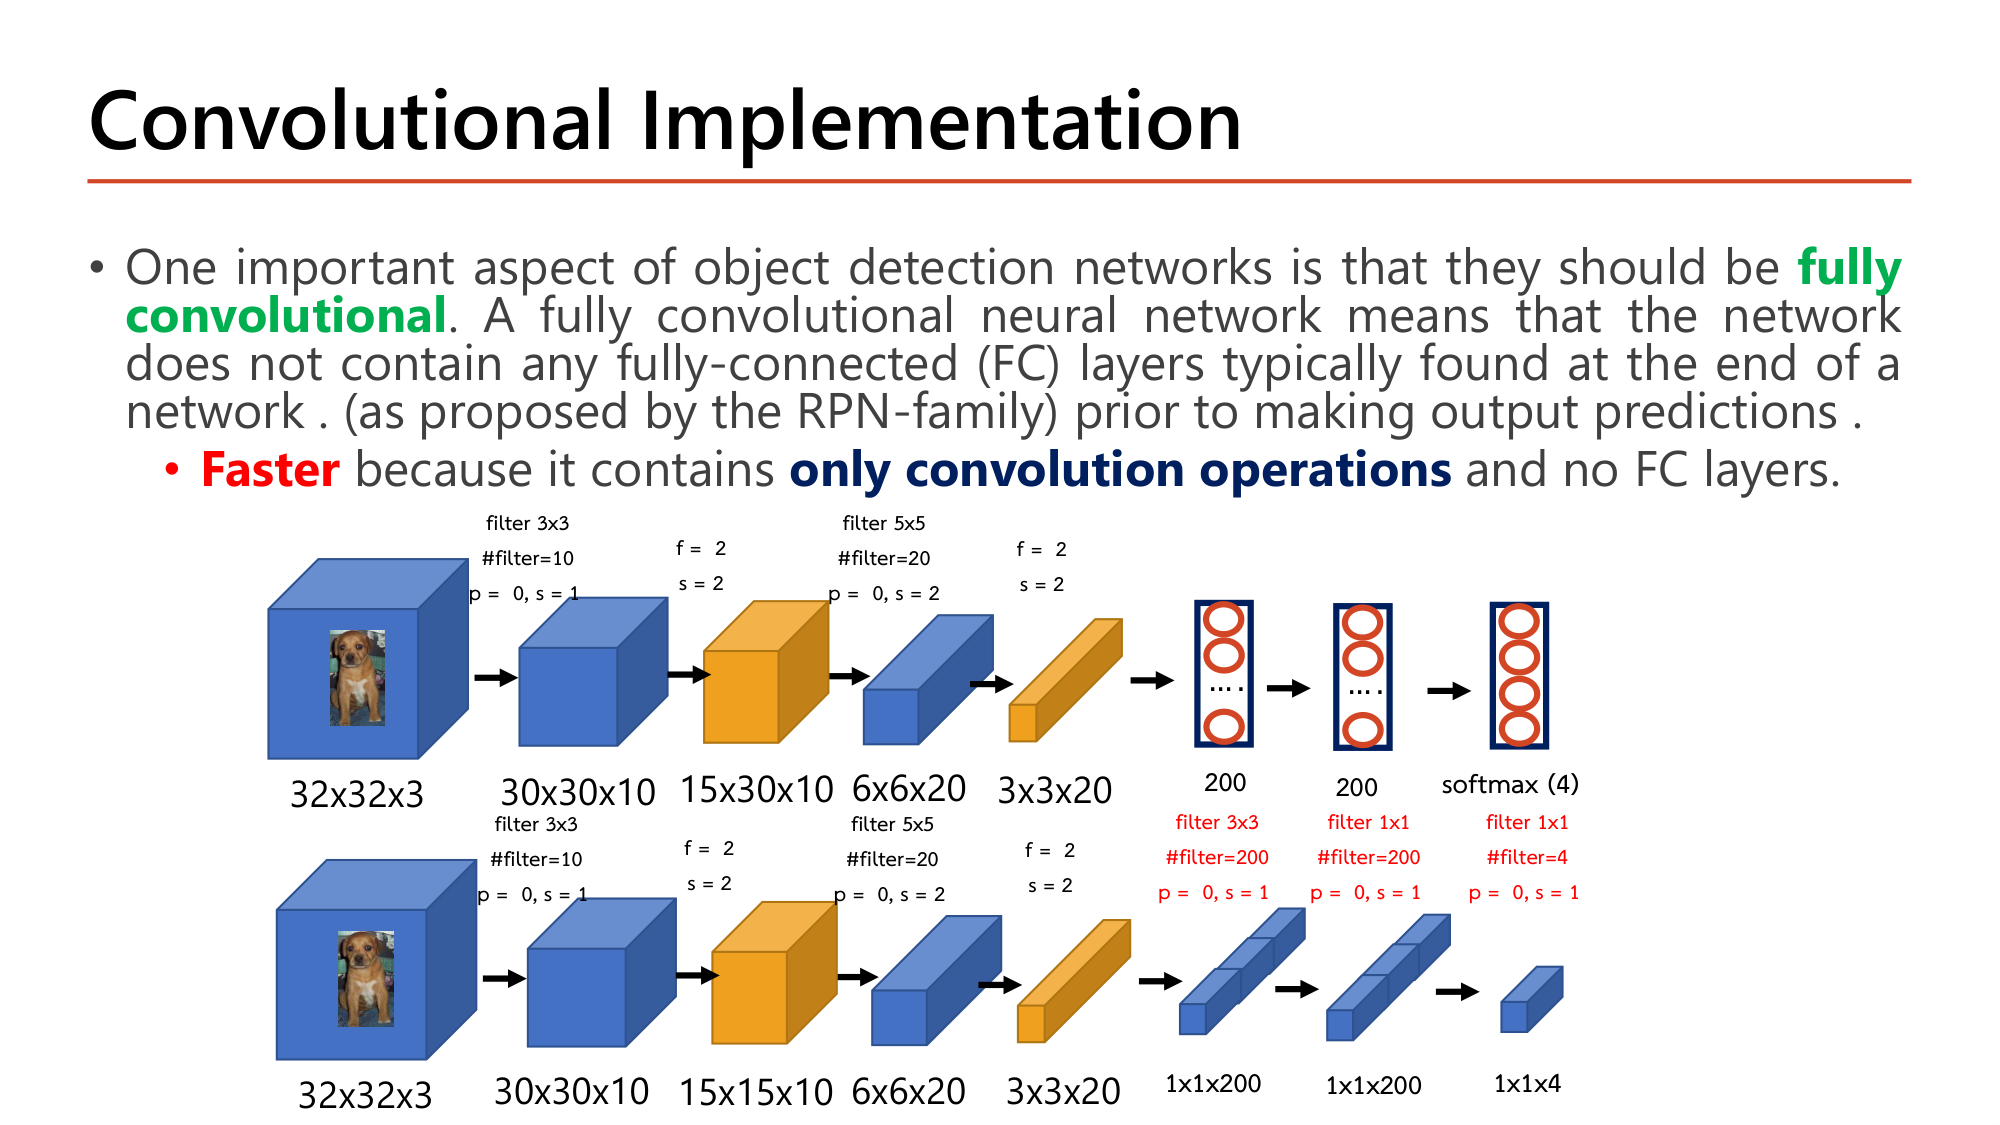 Convolutional Implementation
• One important aspect of object detection networks is that they should be fully
convolutional. A fully convolutional neural network means that the network
does not contain any fully-connected (FC) layers typically found at the end of a
network . (as proposed by the RPN-family) prior to making output predictions .
• Faster because it contains only convolution operations and no FC layers.
filter 3x3
#filter=10
p = 0, s = 1
f = 2
s = 2
filter 5x5
#filter=20
p = 0, s = 2
f = 2
s = 2
....
....
32x32x3
30x30x10
15x30x10
6x6x20
3x3x20
200
200
softmax (4)
filter 3x3
#filter=10
p = 0, s = 1
f = 2
s = 2
filter 5x5
#filter=20
p = 0, s = 2
f = 2
s = 2
filter 3x3
#filter=200
p = 0, s = 1
filter 1x1
#filter=200
p = 0, s = 1
filter 1x1
#filter=4
p = 0, s = 1
32x32x3
30x30x10
15x15x10
6x6x20
3x3x20
1x1x200
1x1x200
1x1x4